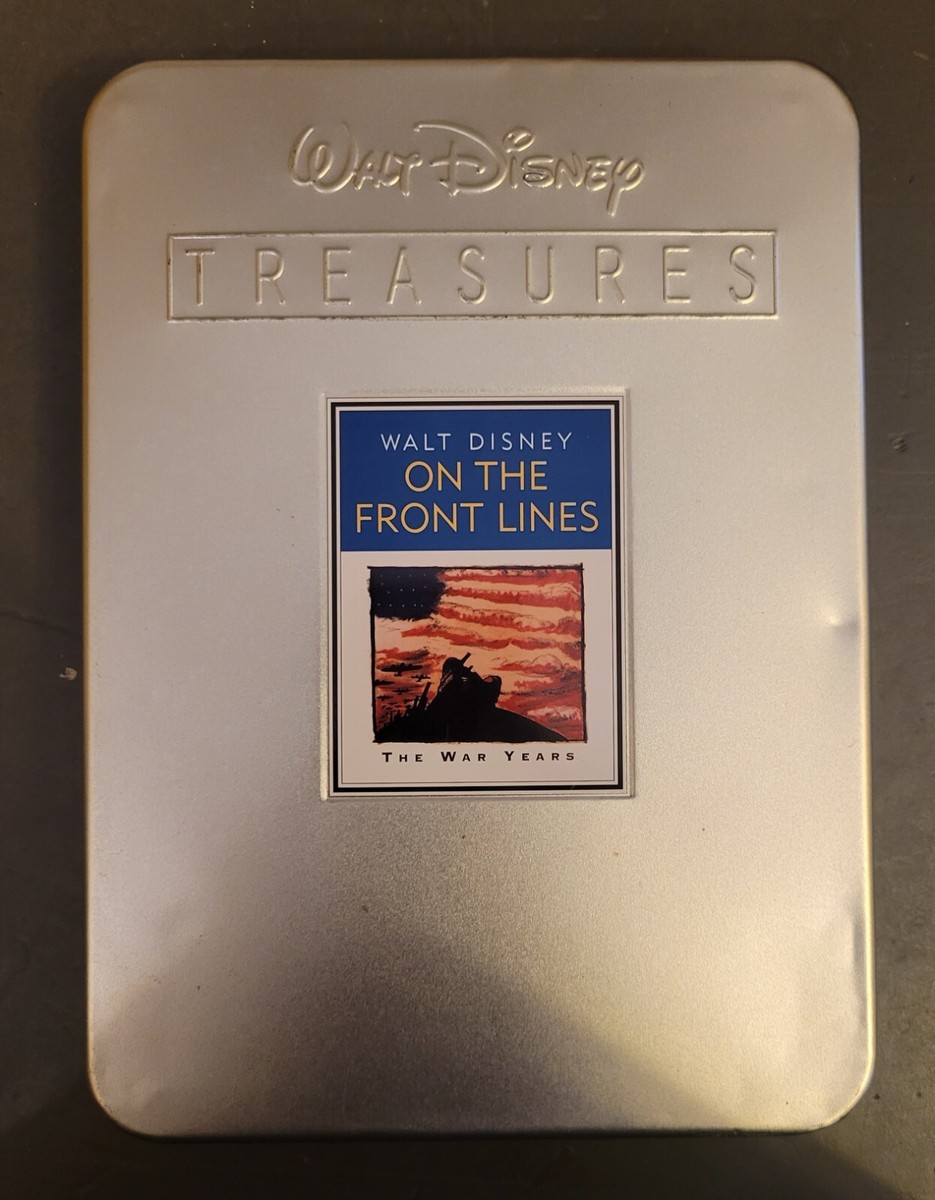 WALT DISNEY
TREASURES
WALT DISNEY
ON THE
FRONT LINES
THE WAR YEARS